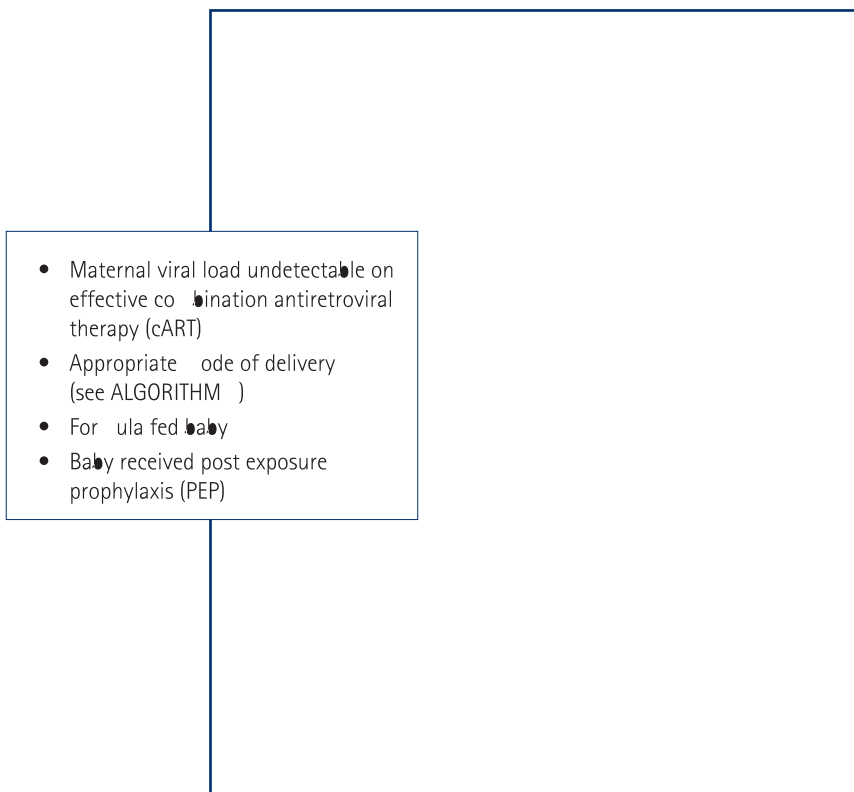 • Maternal viral load undetectable on
effective co bination antiretroviral
therapy (cART)
• Appropriate ode of delivery
(see ALGORITHM )
• For ula fed baby
• Baby received post exposure
prophylaxis (PEP)